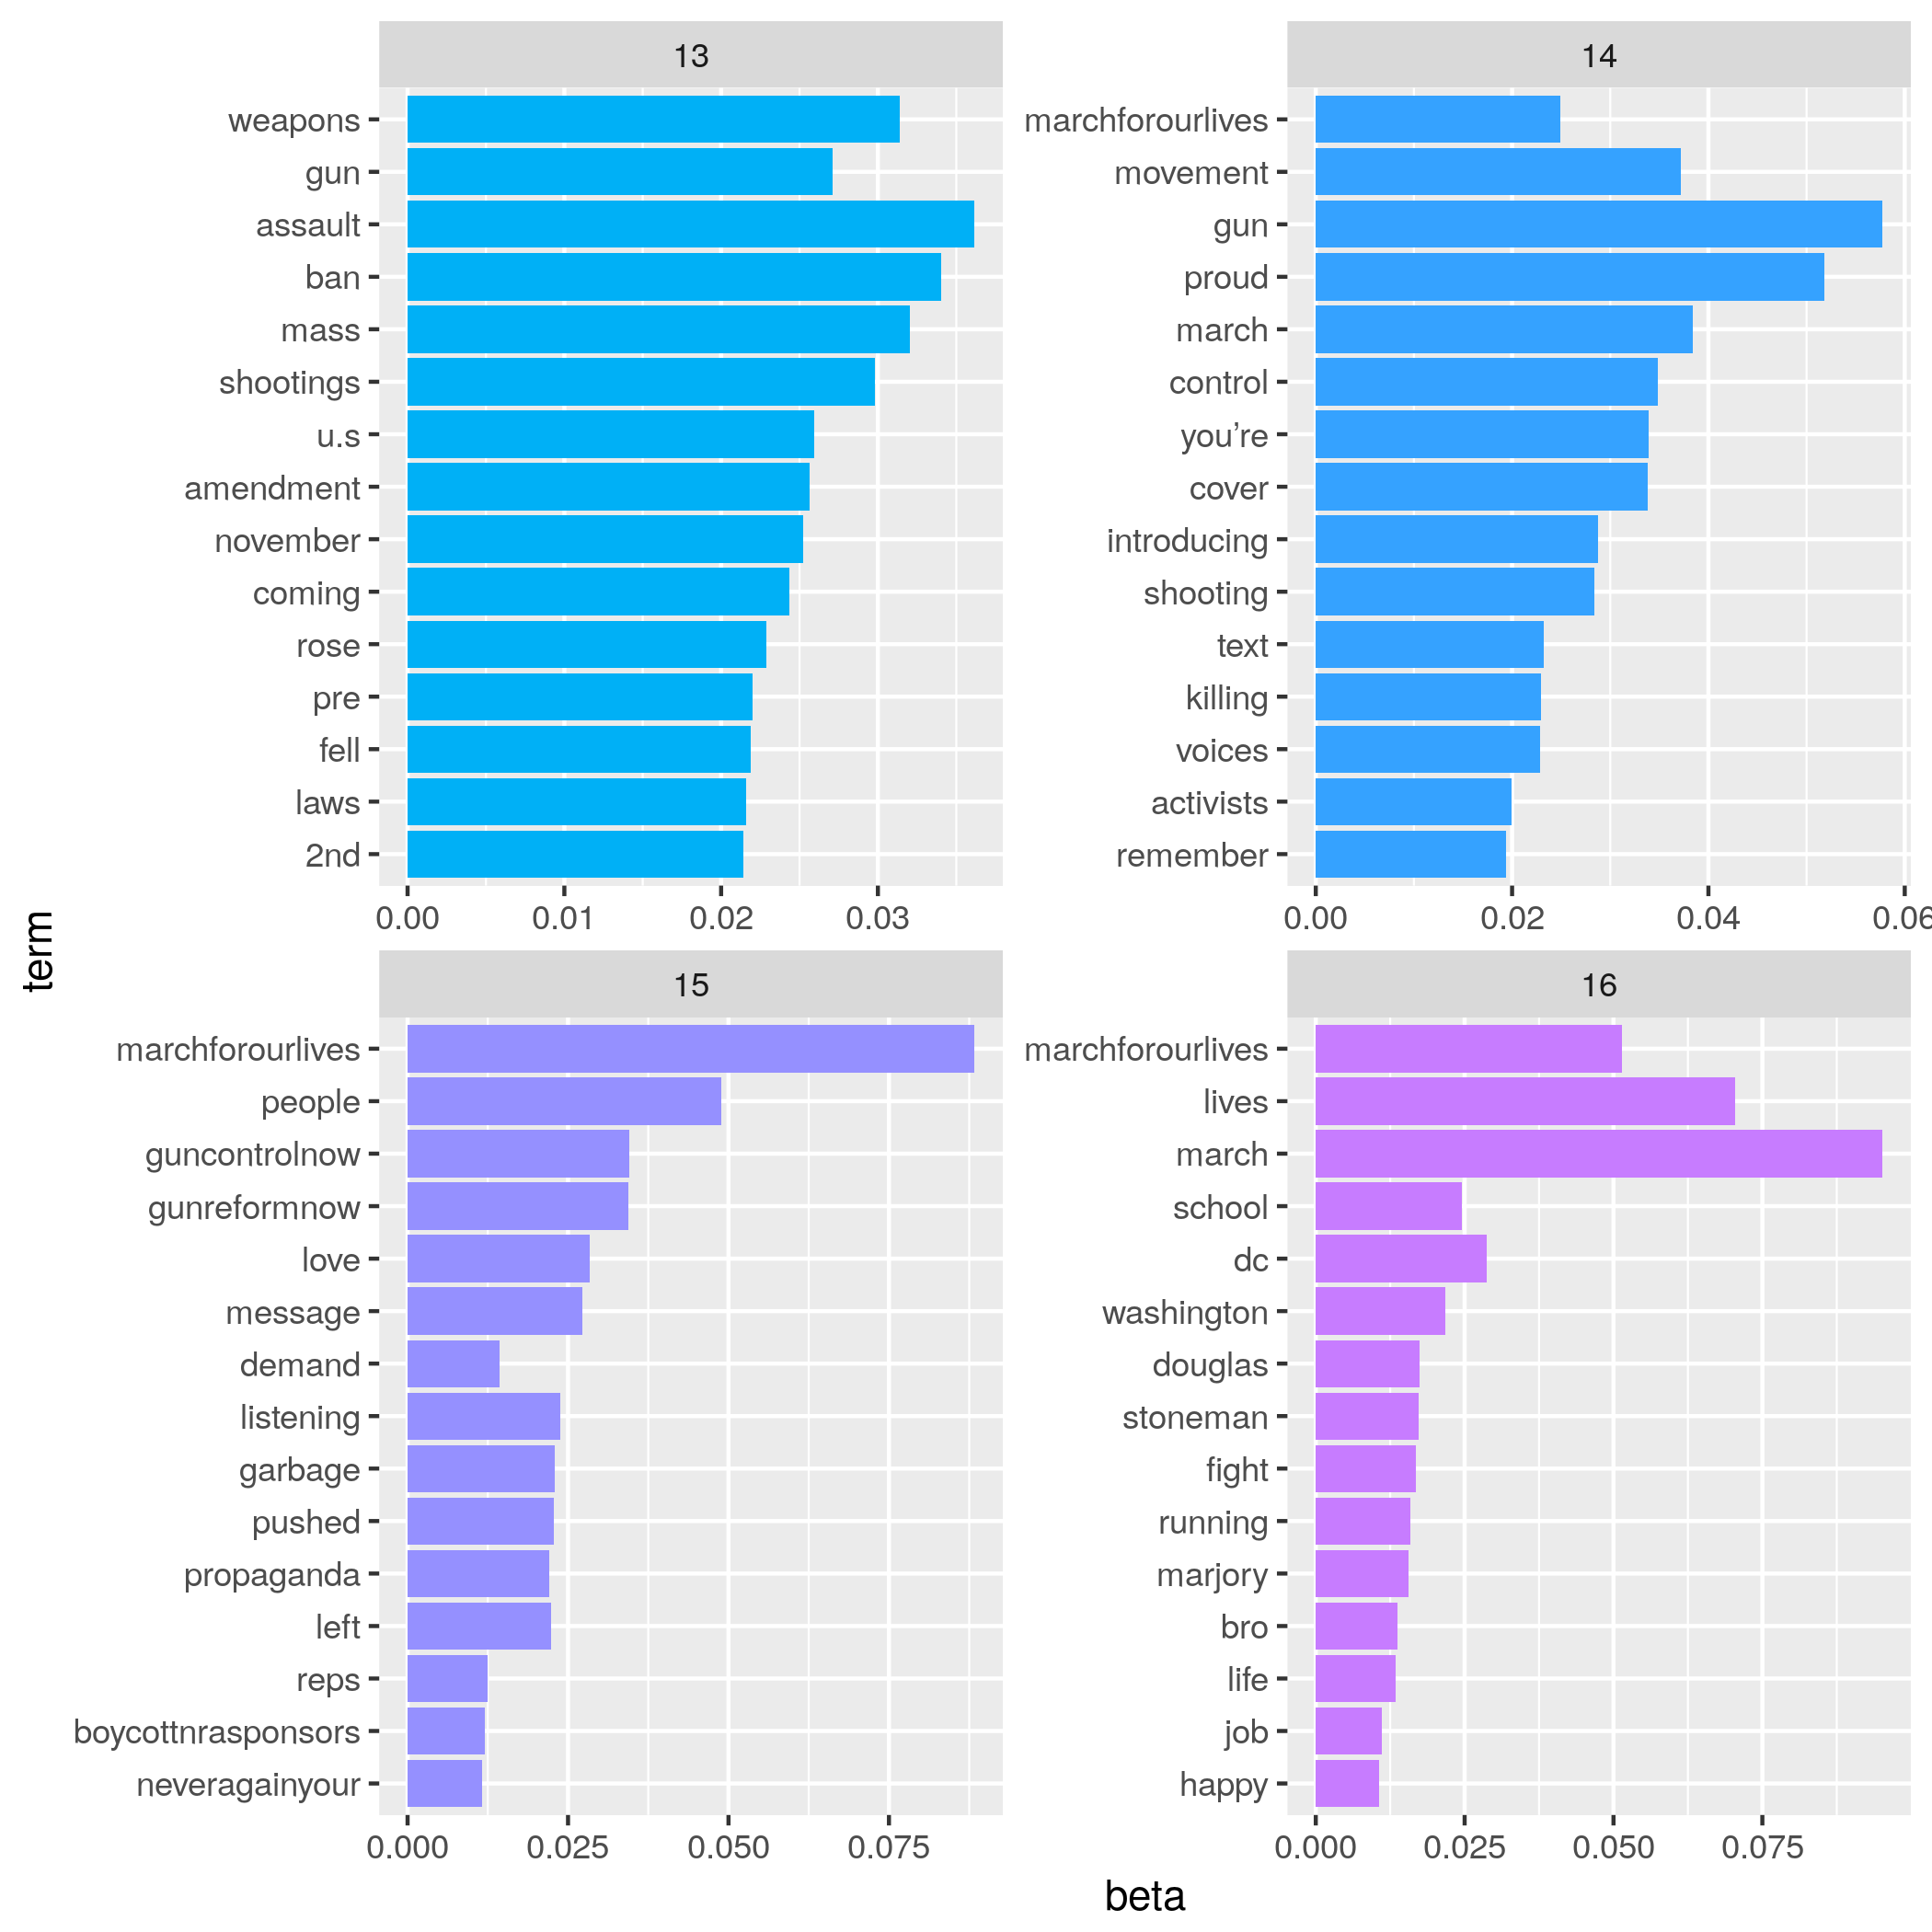 term
13
weapons
gun
assault
ban
mass
shootings
u.s
amendment
november
coming
rose
pre
fell
laws
2nd
0.00 0.01 0.02 0.03
14
marchforourlives
movement
gun
proud
march
control
you’re
cover
introducing
shooting
text
killing
voices
activists
remember
0.00 0.02 0.04 0.06
15
marchforourlives
people
guncontrolnow
gunreformnow
love
message
demand
listening
garbage
pushed
propaganda
left
reps
boycottnrasponsors
neveragainyour
0.000 0.025 0.050 0.075
16
marchforourlives
lives
march
school
dc
washington
douglas
stoneman
fight
running
marjory
bro
life
job
happy
0.000 0.025 0.050 0.075
beta